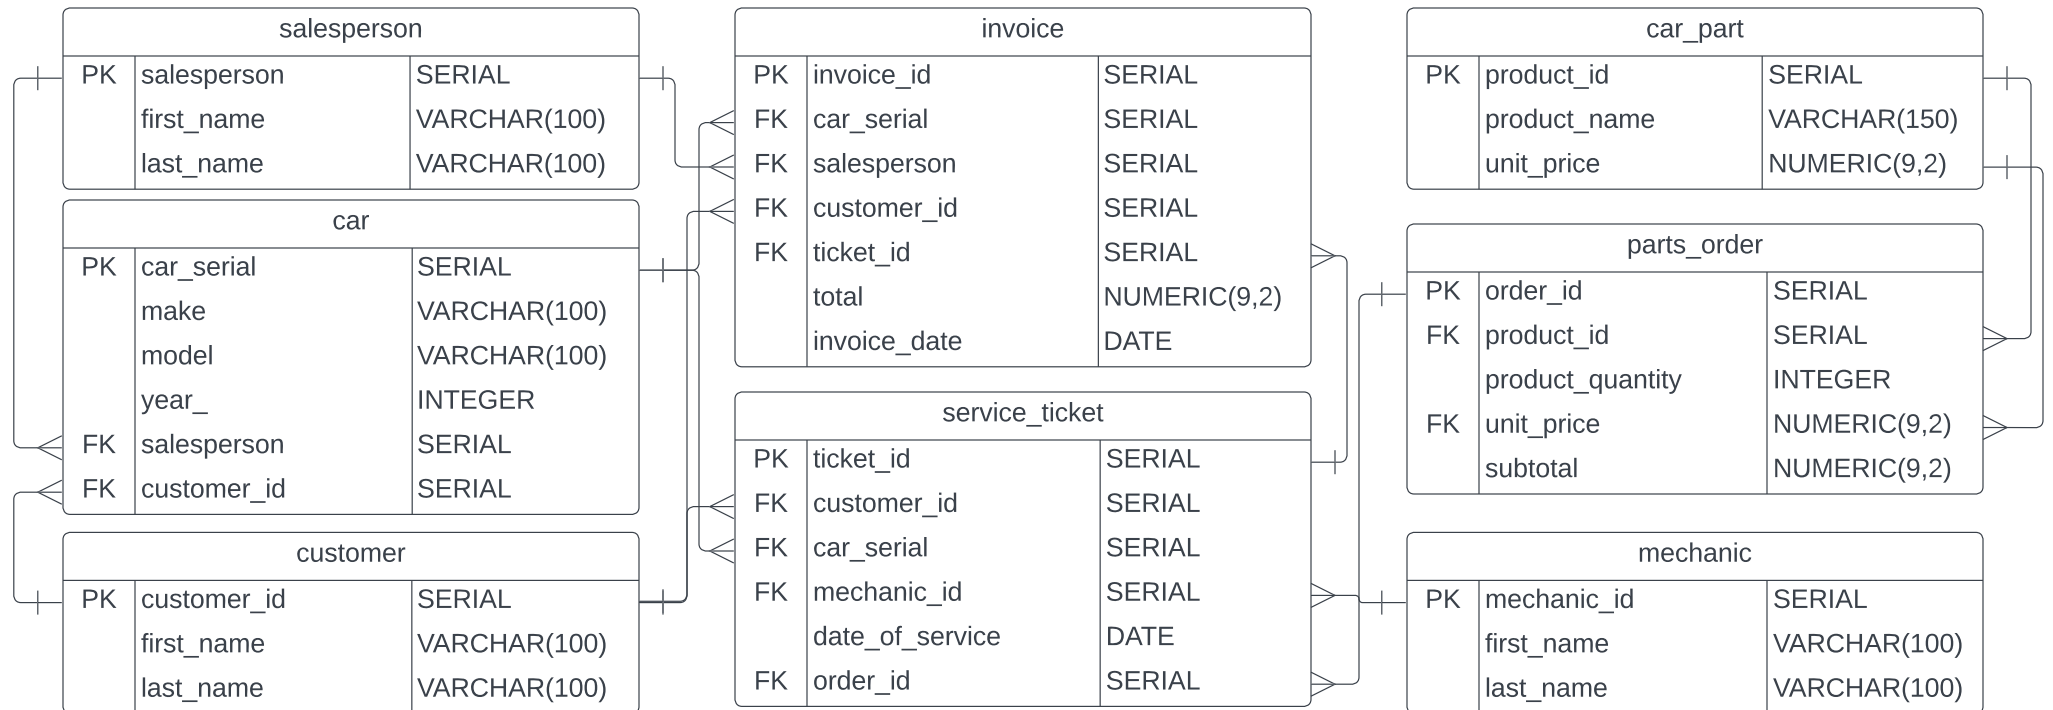 salesperson
PK salesperson SERIAL
first_name VARCHAR(100)
last_name VARCHAR(100)
car
PK car_serial SERIAL
make VARCHAR(100)
model VARCHAR(100)
year_ INTEGER
FK salesperson SERIAL
FK customer_id SERIAL
customer
PK customer_id SERIAL
first_name VARCHAR(100)
last_name VARCHAR(100)
invoice
PK invoice_id SERIAL
FK car_serial SERIAL
FK salesperson SERIAL
FK customer_id SERIAL
FK ticket_id SERIAL
total NUMERIC(9,2)
invoice_date DATE
service_ticket
PK ticket_id SERIAL
FK customer_id SERIAL
FK car_serial SERIAL
FK mechanic_id SERIAL
date_of_service DATE
FK order_id SERIAL
car_part
PK product_id SERIAL
product_name VARCHAR(150)
unit_price NUMERIC(9,2)
parts_order
PK order_id SERIAL
FK product_id SERIAL
product_quantity INTEGER
FK unit_price NUMERIC(9,2)
subtotal NUMERIC(9,2)
mechanic
PK mechanic_id SERIAL
first_name VARCHAR(100)
last_name VARCHAR(100)